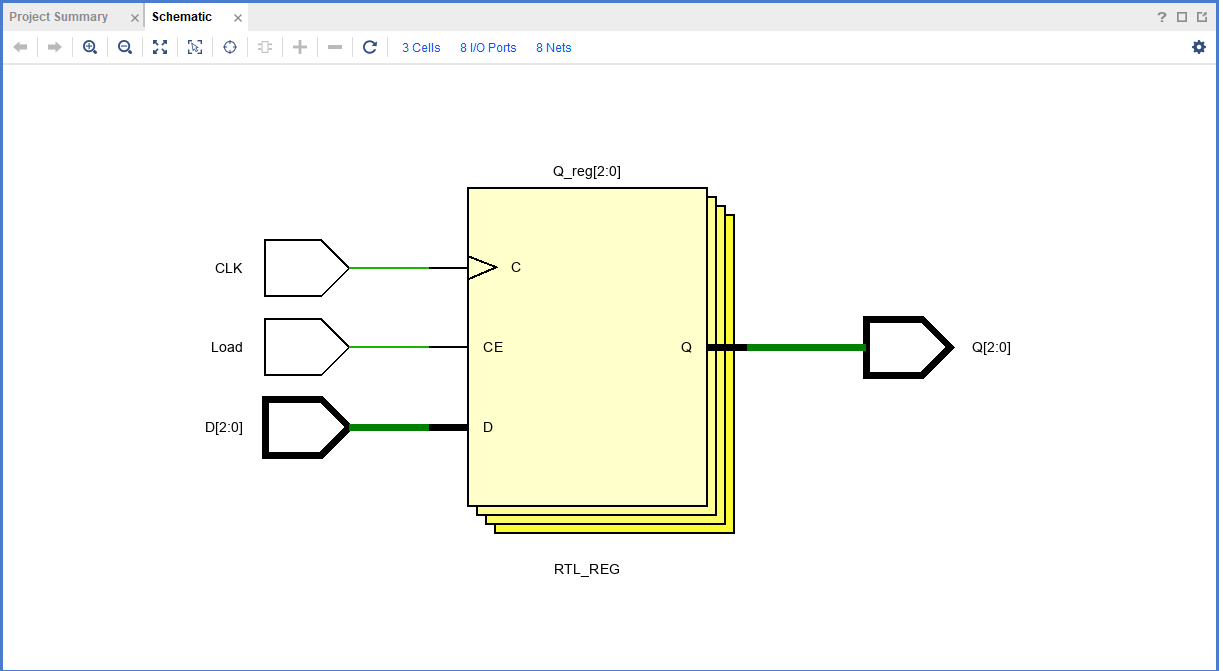 Project Summary
Schematic
?
3 Cells
8 I/O Ports
8 Nets
Q_reg[2:0]
CLK
C
Load
CE
Q
Q[2:0]
D[2:0]
D
RTL_REG